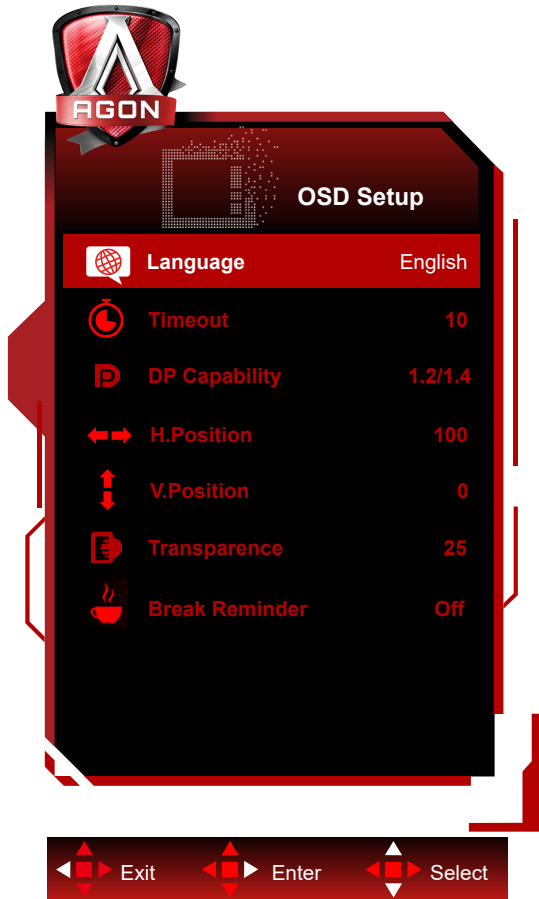 AGON
OSD Setup
Language English
Timeout 10
DP Capability 1.2/1.4
H.Position 100
V.Position 0
Transparence 25
Break Reminder Off
Exit Enter Select